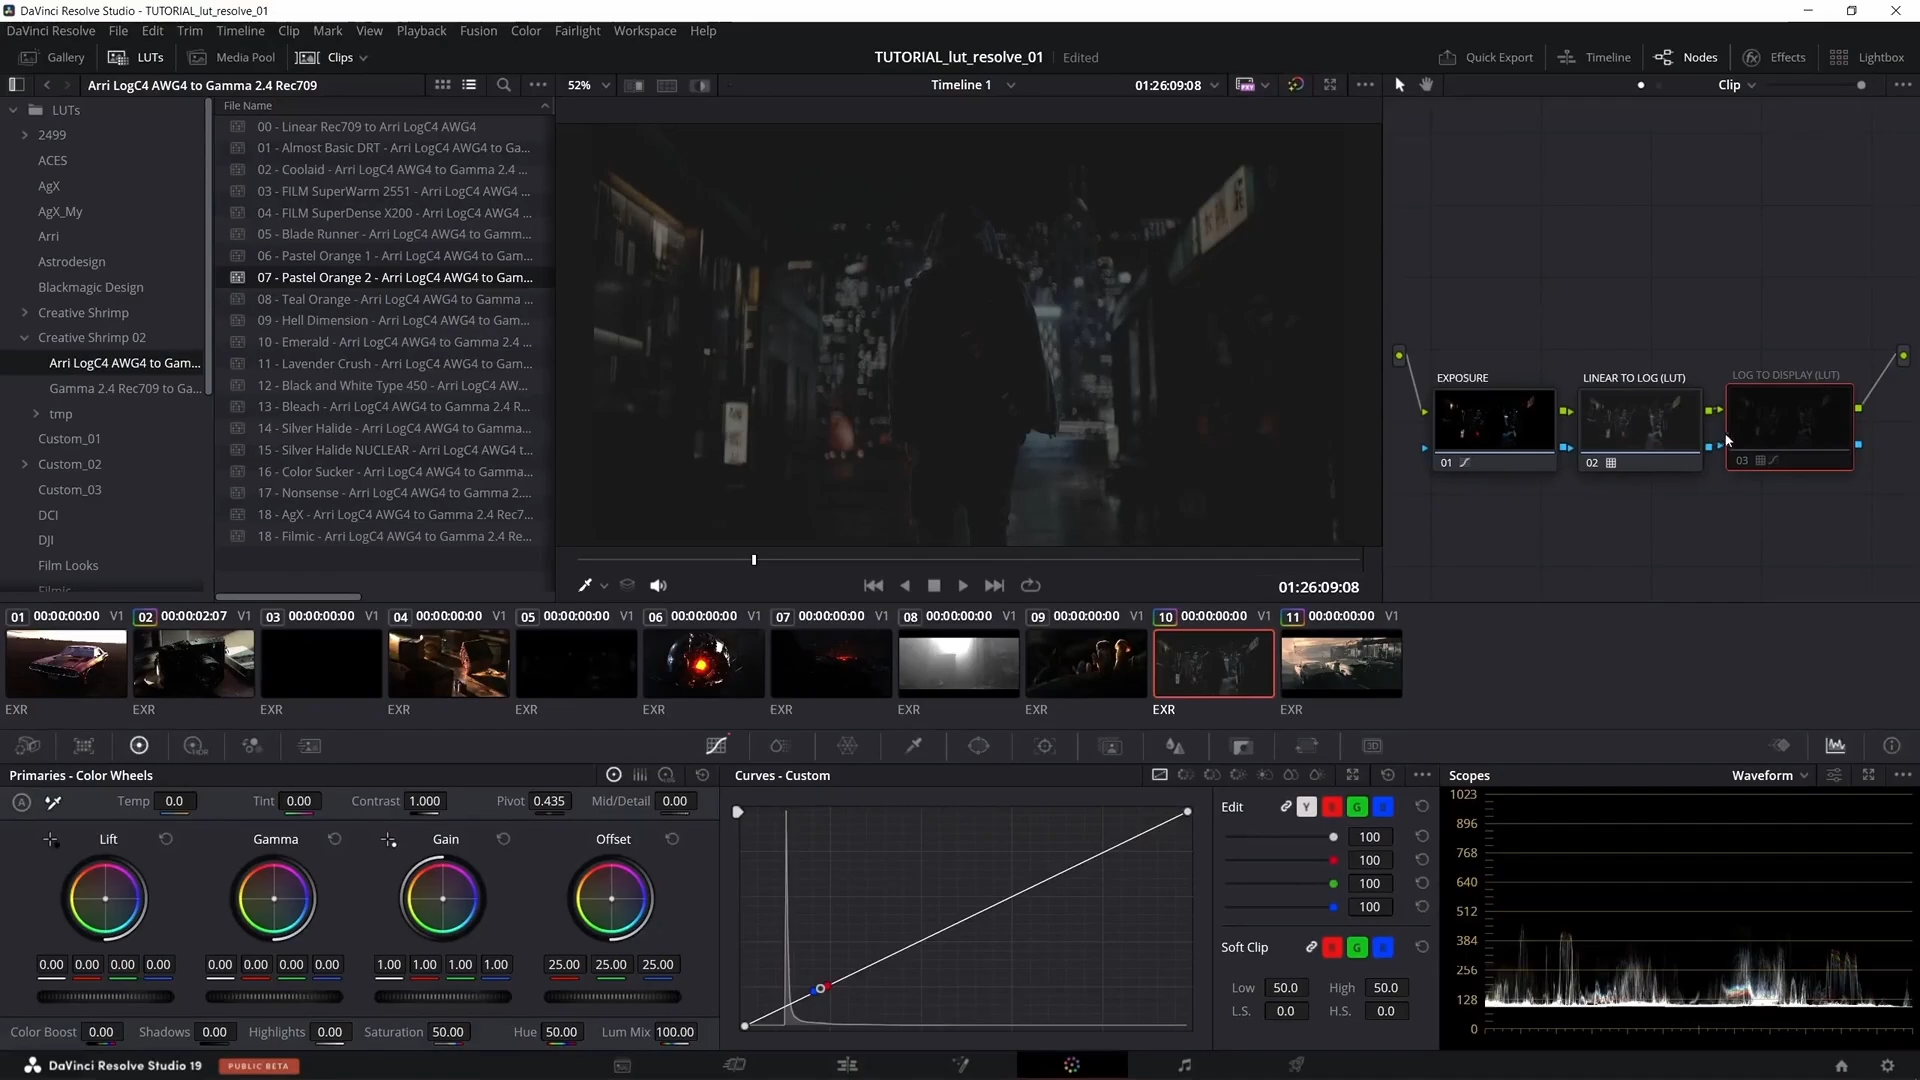 DaVinci Resolve Studio - TUTORIAL_lut_resolve_01
DaVinci Resolve File Edit Trim Timeline Clip Mark View Playback Fusion Color Fairlight Workspace Help
Gallery LUTs Media Pool Clips TUTORIAL_lut_resolve_01 Edited Quick Export Timeline Nodes Effects Lightbox
Arri LogC4 AWG4 to Gamma 2.4 Rec709 52% Timeline 1 01:26:09:08 Clip
LUTs
2499
ACES
AgX
AgX_My
Arri
Astrodesign
Blackmagic Design
Creative Shrimp
Creative Shrimp 02
Arri LogC4 AWG4 to Gam...
Gamma 2.4 Rec709 to Ga...
tmp
Custom_01
Custom_02
Custom_03
DCI
DJI
Film Looks
Filmic
File Name
00 - Linear Rec709 to Arri LogC4 AWG4
01 - Almost Basic DRT - Arri LogC4 AWG4 to Ga...
02 - Coolaid - Arri LogC4 AWG4 to Gamma 2.4 ...
03 - FILM SuperWarm 2551 - Arri LogC4 AWG4 ...
04 - FILM SuperDense X200 - Arri LogC4 AWG4 ...
05 - Blade Runner - Arri LogC4 AWG4 to Gamm...
06 - Pastel Orange 1 - Arri LogC4 AWG4 to Gam...
07 - Pastel Orange 2 - Arri LogC4 AWG4 to Gam...
08 - Teal Orange - Arri LogC4 AWG4 to Gamma ...
09 - Hell Dimension - Arri LogC4 AWG4 to Gam...
10 - Emerald - Arri LogC4 AWG4 to Gamma 2.4 ...
11 - Lavender Crush - Arri LogC4 AWG4 to Gam...
12 - Black and White Type 450 - Arri LogC4 AW...
13 - Bleach - Arri LogC4 AWG4 to Gamma 2.4 R...
14 - Silver Halide - Arri LogC4 AWG4 to Gamma...
15 - Silver Halide NUCLEAR - Arri LogC4 AWG4 t...
16 - Color Sucker - Arri LogC4 AWG4 to Gamma...
17 - Nonsense - Arri LogC4 AWG4 to Gamma 2....
18 - AgX - Arri LogC4 AWG4 to Gamma 2.4 Rec7...
18 - Filmic - Arri LogC4 AWG4 to Gamma 2.4 Re...
01:26:09:08
EXPOSURE LINEAR TO LOG (LUT) LOG TO DISPLAY (LUT)
01 02 03
01 00:00:00:00 V1 02 00:00:02:07 V1 03 00:00:00:00 V1 04 00:00:00:00 V1 05 00:00:00:00 V1 06 00:00:00:00 V1 07 00:00:00:00 V1 08 00:00:00:00 V1 09 00:00:00:00 V1 10 00:00:00:00 V1 11 00:00:00:00 V1
EXR EXR EXR EXR EXR EXR EXR EXR EXR EXR EXR
3D
Primaries - Color Wheels
A Temp 0.0 Tint 0.00 Contrast 1.000 Pivot 0.435 Mid/Detail 0.00
Lift Gamma Gain Offset
0.00 0.00 0.00 0.00 0.00 0.00 0.00 0.00 1.00 1.00 1.00 1.00 25.00 25.00 25.00
Color Boost 0.00 Shadows 0.00 Highlights 0.00 Saturation 50.00 Hue 50.00 Lum Mix 100.00
Curves - Custom
Edit Y R G B
100
100
100
100
Soft Clip R G B
Low 50.0 High 50.0
L.S. 0.0 H.S. 0.0
Scopes Waveform
1023
896
768
640
512
384
256
128
0
DaVinci Resolve Studio 19 PUBLIC BETA